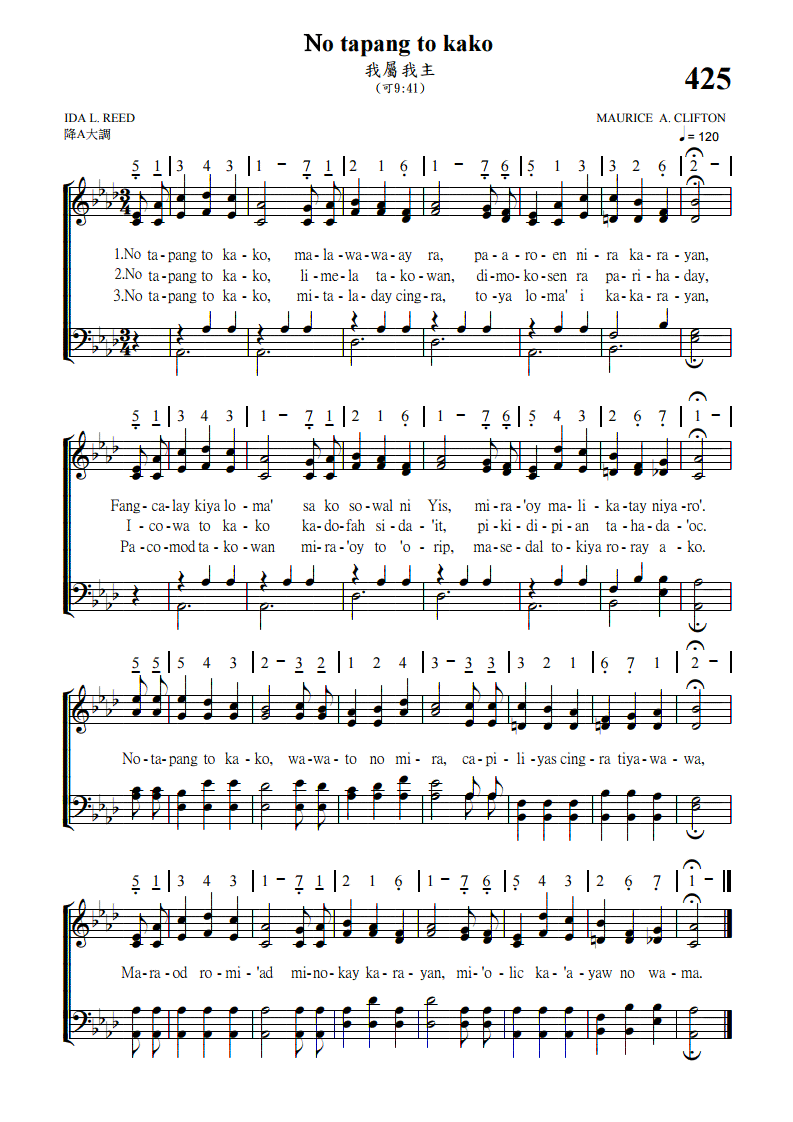 No tapang to kako
我屬我主
425
(可9:41)
IDA L. REED
MAURICE A. CLIFTON
降A大調
♩ = 120
5 1 | 3 4 3 | 1 - 7 1 | 2 1 6 | 1 - 7 6 | 5 1 3 | 3 2 6 | 2 - |
1.No ta-pang to ka-ko, ma-la-wa-way ra, pa-a-ro-en ni-ra ka-ra-yan,
2.No ta-pang to ka-ko, li-me-la ta-ko-wan, di-mo-ko-sen ra pa-ri-ha-day,
3.No ta-pang to ka-ko, mi-ta-la-day cing-ra, to-ya lo-ma' i ka-ka-ra-yan,
5 1 | 3 4 3 | 1 - 7 1 | 2 1 6 | 1 - 7 6 | 5 4 3 | 2 6 7 | 1 - |
Fang-ca-lay kiya lo-ma' sa ko so-wal ni Yis, mi-ra-'oy ma-li-ka-tay niya-ro'.
I-co-wa to ka-ko ka-do-fah si-da-'it, pi-ki-di-pi-an ta-ha-da-'oc.
Pa-co-mod ta-ko-wan mi-ra-'oy to 'o-rip, ma-se-dal to-kiya ro-ray a-ko.
5 5 | 5 4 3 | 2 - 3 2 | 1 2 4 | 3 - 3 3 | 3 2 1 | 6 7 1 | 2 - |
No-ta-pang to ka-ko, wa-wa-to no mi-ra, ca-pi-li-yas cing-ra tiya-wa-wa,
5 1 | 3 4 3 | 1 - 7 1 | 2 1 6 | 1 - 7 6 | 5 4 3 | 2 6 7 | 1 - ||
Ma-ra-od ro-mi-'ad mi-no-kay ka-ra-yan, mi-'o-lic ka-'a-yaw no wa-ma.